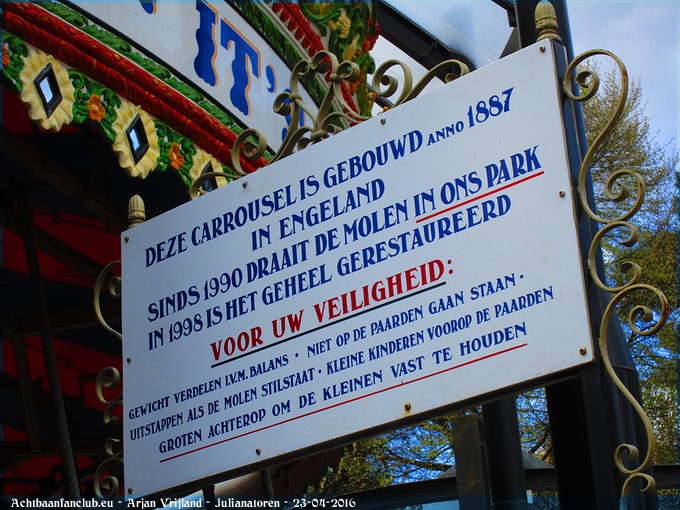 IT'
DEZE CARROUSEL IS GEBOUWD ANNO 1887
IN ENGELAND
SINDS 1990 DRAAIT DE MOLEN IN ONS PARK
IN 1998 IS HET GEHEEL GERESTAUREERD
VOOR UW VEILIGHEID:
GEWICHT VERDELEN I.V.M. BALANS • NIET OP DE PAARDEN GAAN STAAN •
UITSTAPPEN ALS DE MOLEN STILSTAAT • KLEINE KINDEREN VOOROP DE PAARDEN
GROTEN ACHTEROP OM DE KLEINEN VAST TE HOUDEN
Achtbaanfanclub.eu - Arjan Vrijland - Julianatoren - 23-04-2016